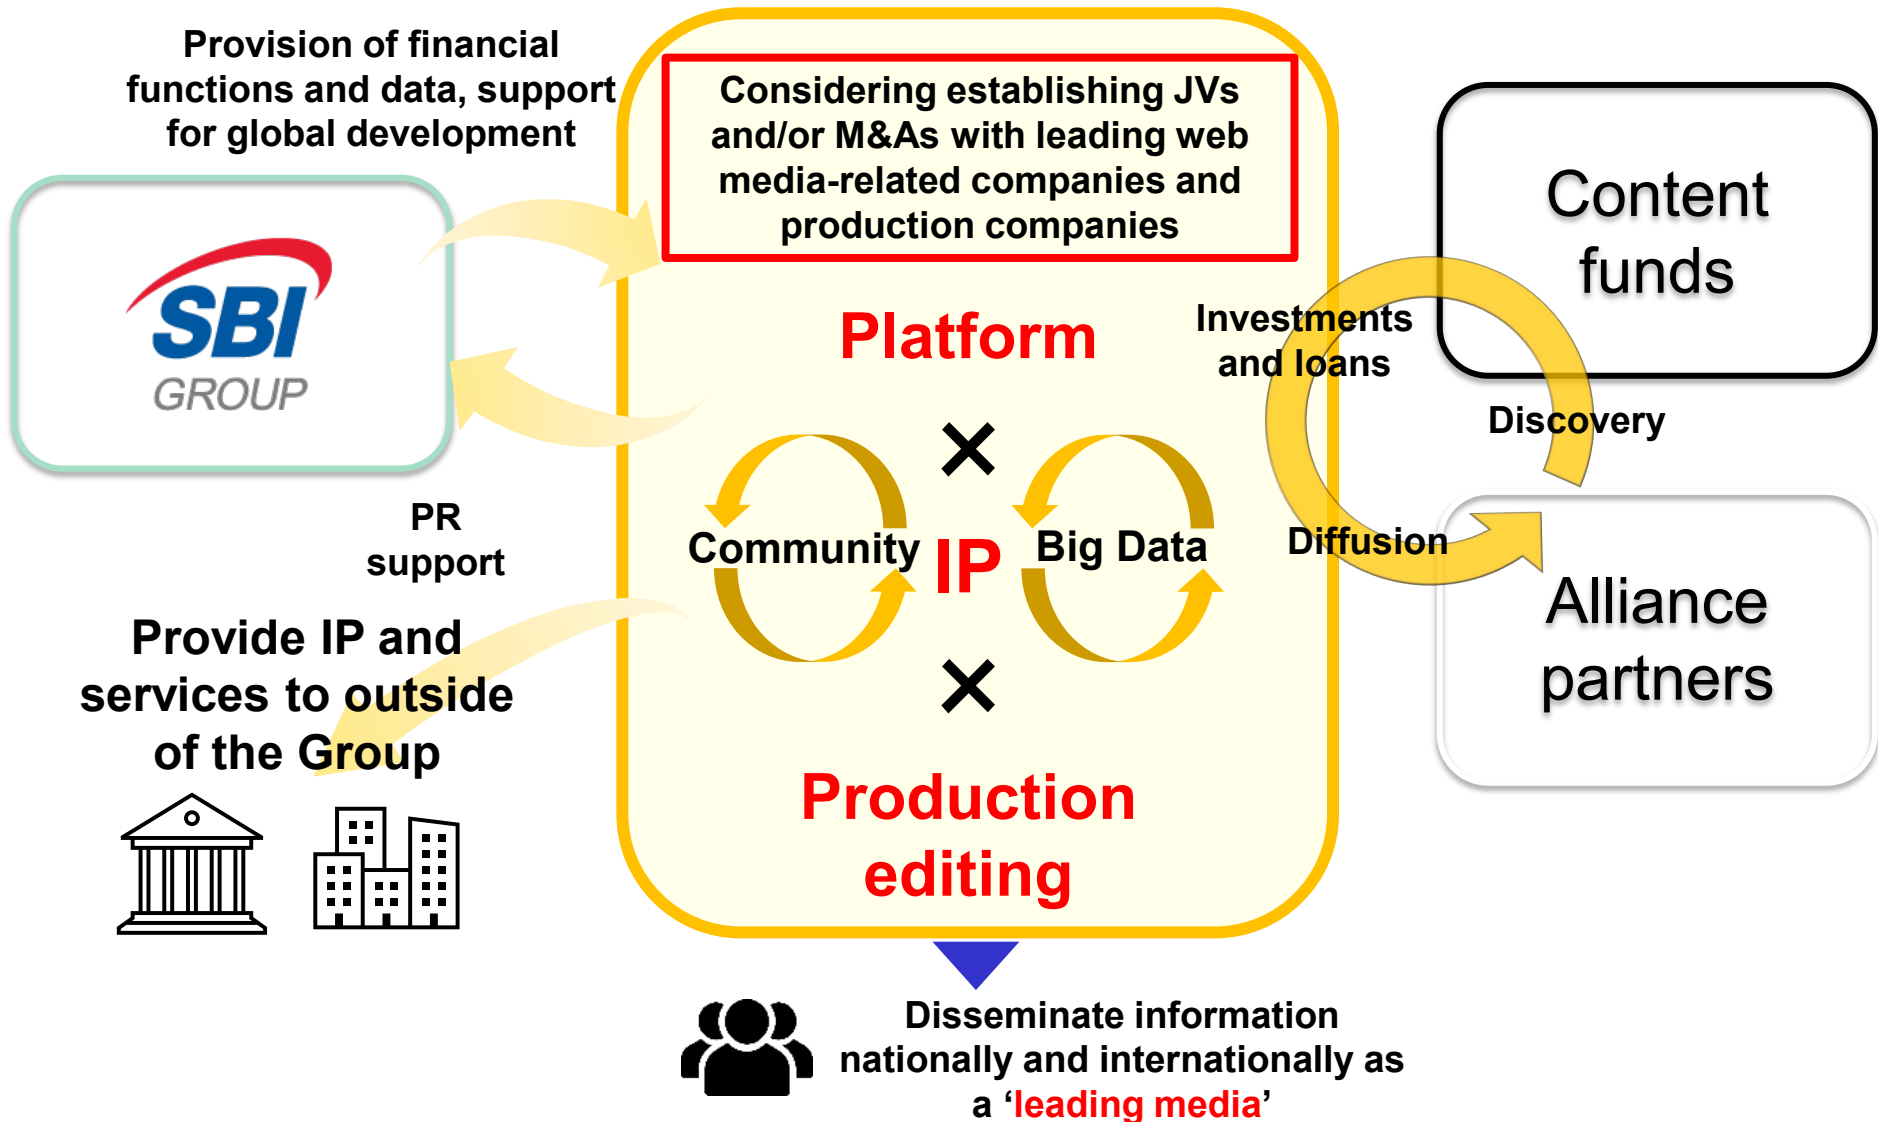 Provision of financial
functions and data, support
for global development
SBI
GROUP
PR
support
Provide IP and
services to outside
of the Group
Considering establishing JVs
and/or M&As with leading web
media-related companies and
production companies
Platform
×
Community
IP
Big Data
×
Production
editing
Investments
and loans
Discovery
Diffusion
Content
funds
Alliance
partners
Disseminate information
nationally and internationally as
a ‘leading media’